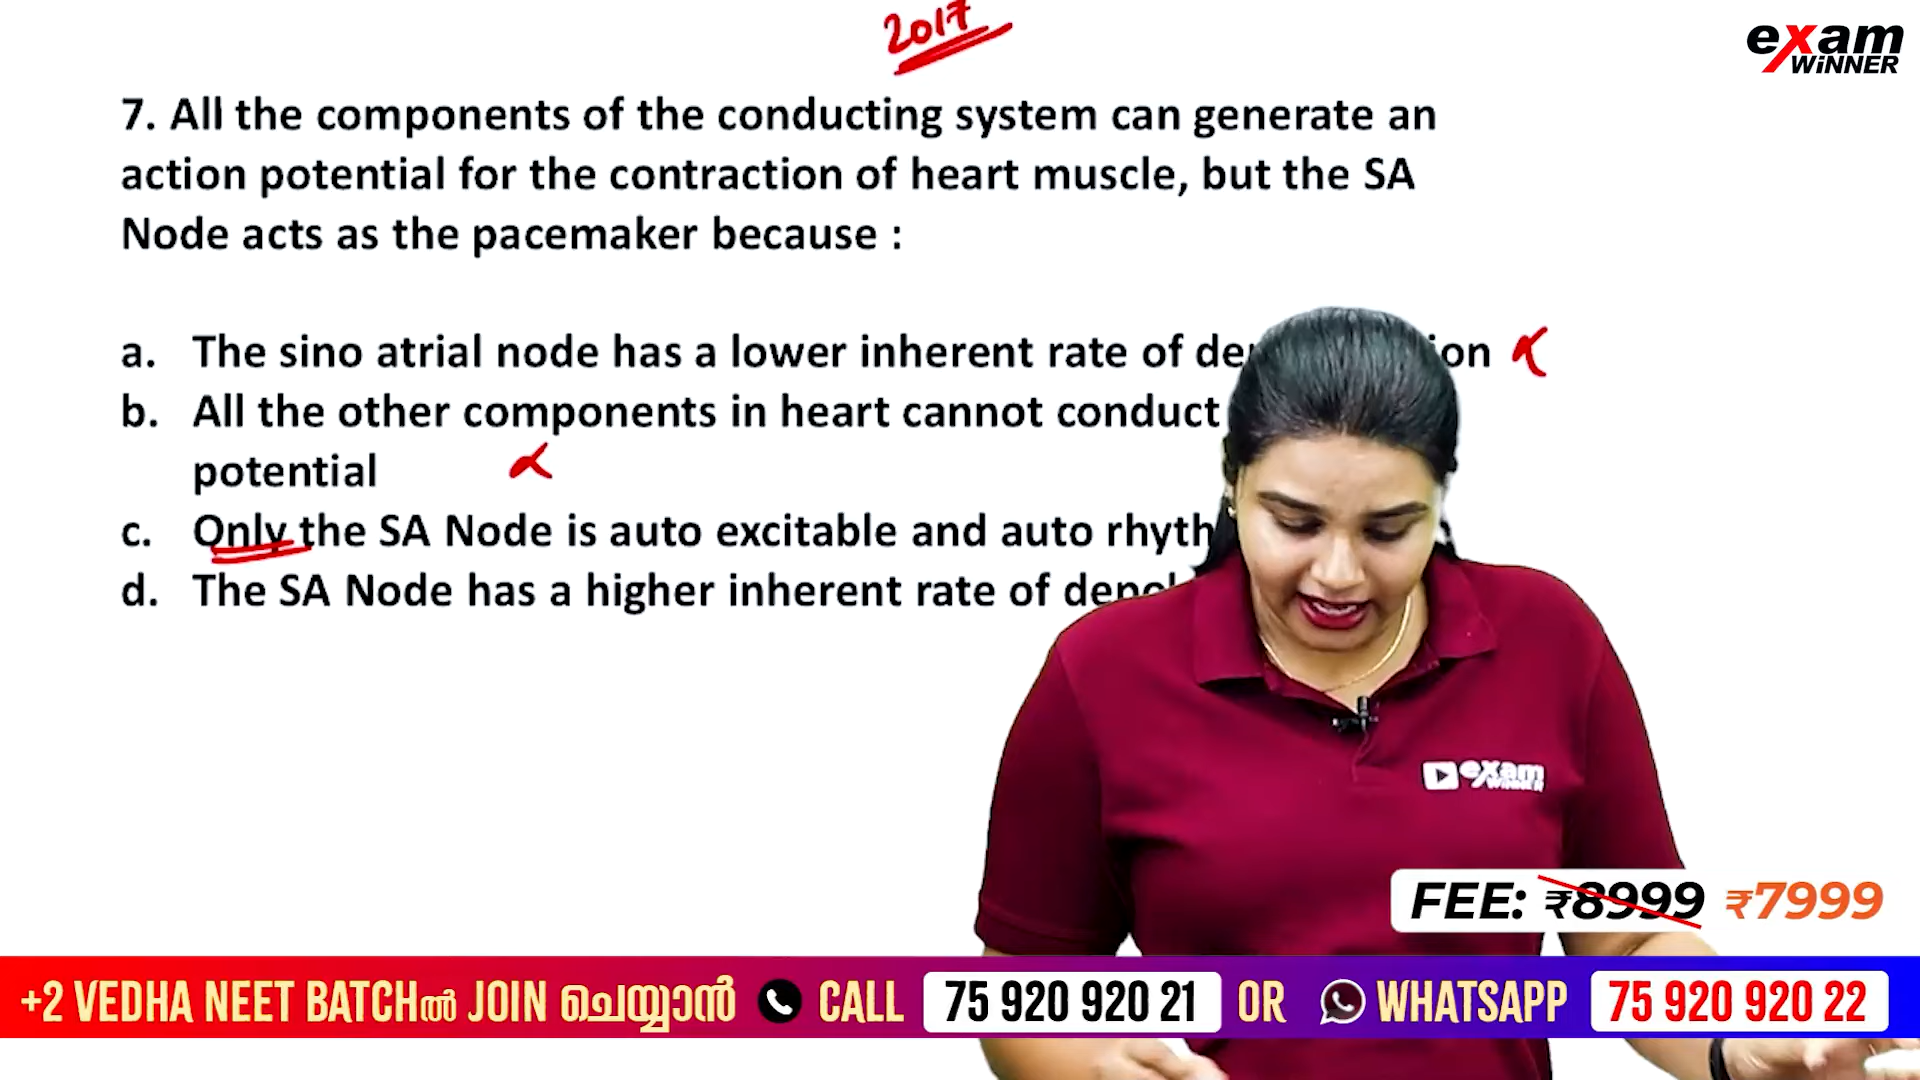 2017
exam
WiNNER
7. All the components of the conducting system can generate an
action potential for the contraction of heart muscle, but the SA
Node acts as the pacemaker because :
a. The sino atrial node has a lower inherent rate of
b. All the other components in heart cannot conduct
potential
c. Only the SA Node is auto excitable and auto
d. The SA Node has a higher inherent rate of
exam
WINNER
FEE: ₹8999 ₹7999
+2 VEDHA NEET BATCHൽ JOIN ചെയ്യാൻ CALL 75 920 920 21 OR WHATSAPP 75 920 920 22